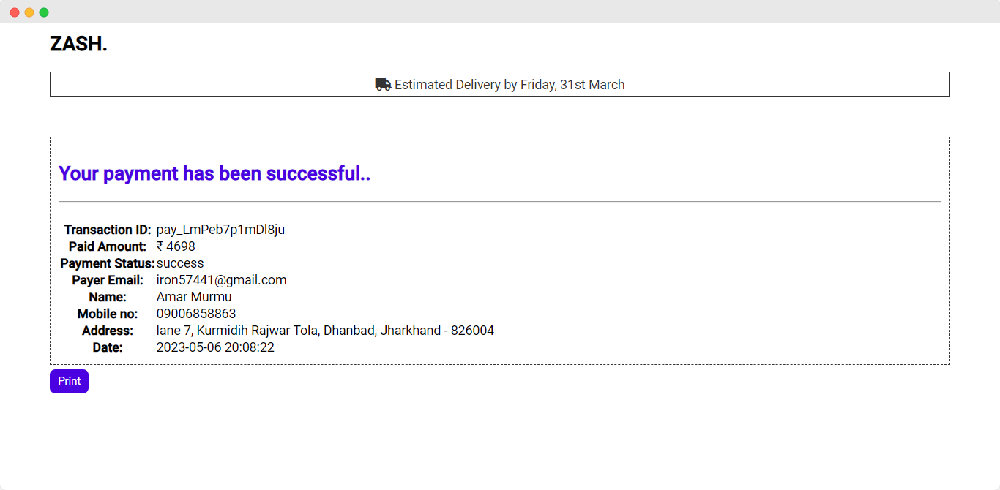 ZASH.
Estimated Delivery by Friday, 31st March
Your payment has been successful..
Transaction ID: pay_LmPeb7p1mDl8ju
Paid Amount: ₹ 4698
Payment Status: success
Payer Email: iron57441@gmail.com
Name: Amar Murmu
Mobile no: 09006858863
Address: lane 7, Kurmidih Rajwar Tola, Dhanbad, Jharkhand - 826004
Date: 2023-05-06 20:08:22
Print